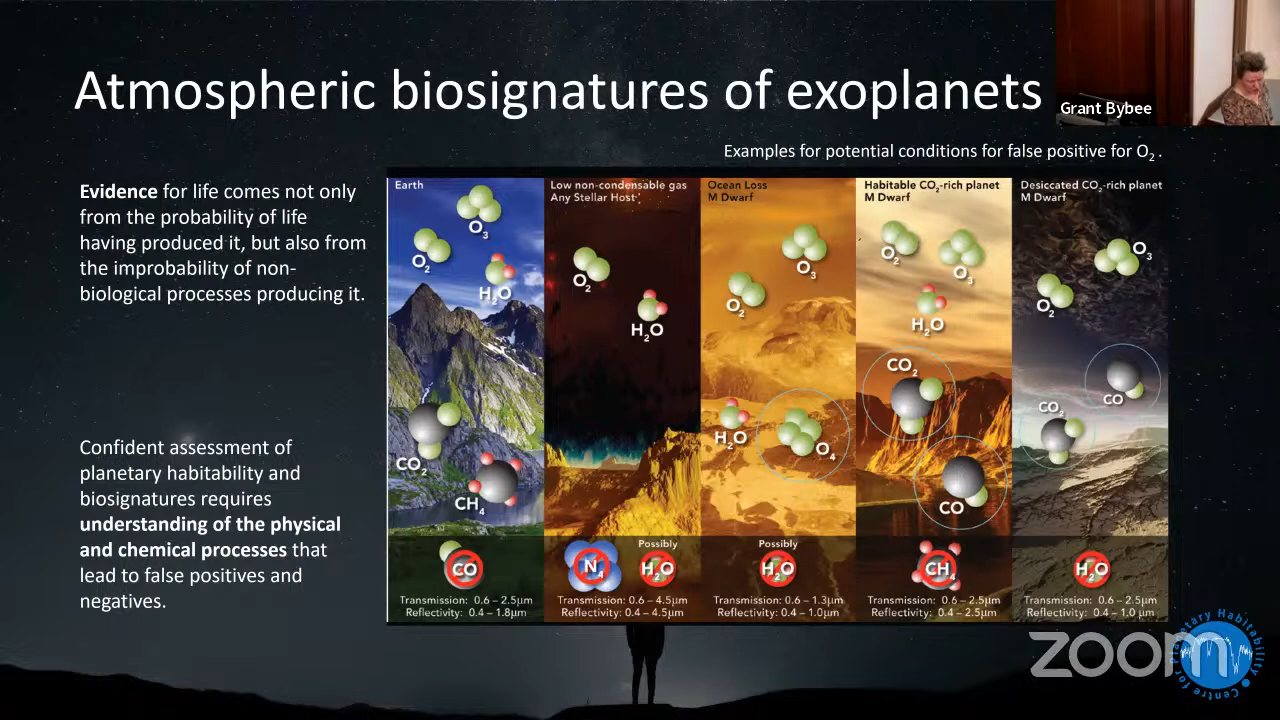 Atmospheric biosignatures of exoplanets
Grant Bybee
Examples for potential conditions for false positive for O₂ .
Evidence for life comes not only
from the probability of life
having produced it, but also from
the improbability of non-
biological processes producing it.
Confident assessment of
planetary habitability and
biosignatures requires
understanding of the physical
and chemical processes that
lead to false positives and
negatives.
Earth
O₃
O₂
H₂O
CO₂
CH₄
CO
Transmission: 0.6 – 2.5µm
Reflectivity: 0.4 – 1.8µm
Low non-condensable gas
Any Stellar Host
O₂
H₂O
Possibly
N₄
H₂O
Transmission: 0.6 – 4.5µm
Reflectivity: 0.4 – 4.5µm
Ocean Loss
M Dwarf
O₃
O₂
H₂O
O₄
Possibly
H₂O
Transmission: 0.6 – 1.3µm
Reflectivity: 0.4 – 1.0µm
Habitable CO₂-rich planet
M Dwarf
O₂
O₃
H₂O
CO₂
CO
CH₄
Transmission: 0.6 – 2.5µm
Reflectivity: 0.4 – 2.5µm
Desiccated CO₂-rich planet
M Dwarf
O₃
O₂
CO
CO₂
H₂O
Transmission: 0.6 – 2.5µm
Reflectivity: 0.4 – 1.0 µm
zoom
Centre for Planetary Habitability